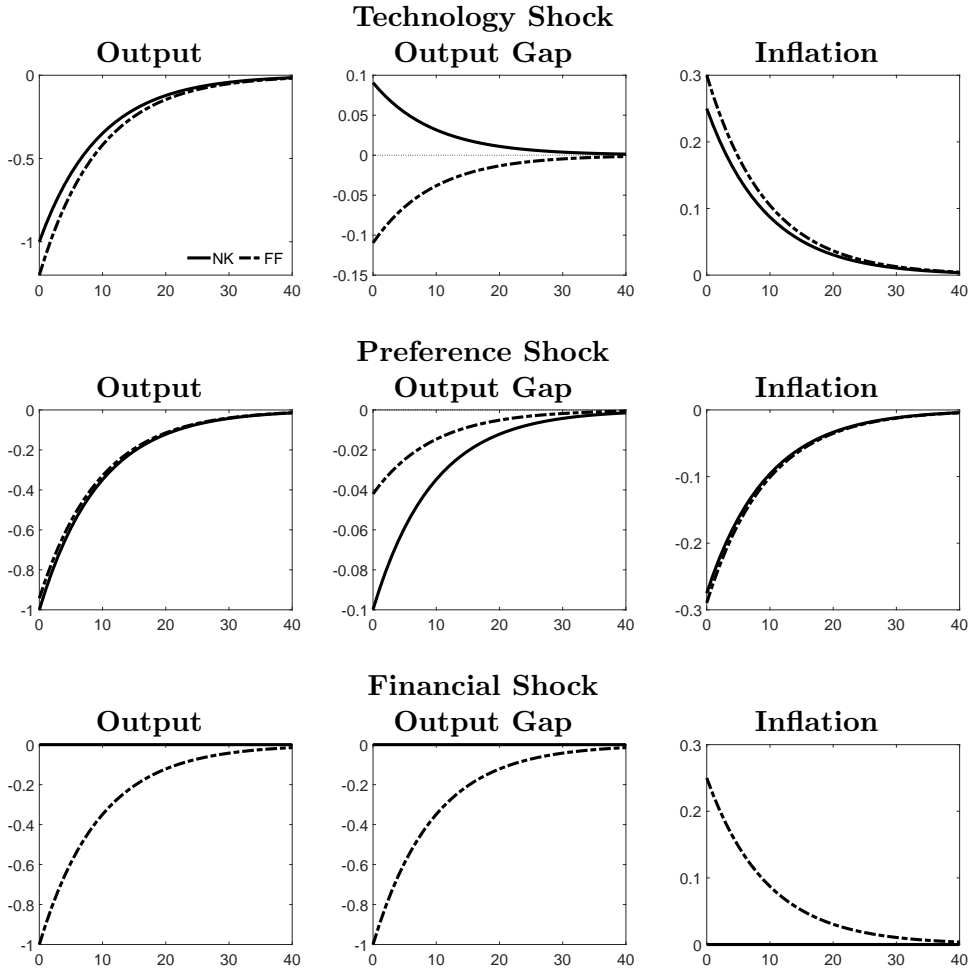 Technology Shock
Output
Output Gap
Inflation
0
-0.5
-1
NK
FF
0 10 20 30 40
0.1
0.05
0
-0.05
-0.1
-0.15
0 10 20 30 40
0.3
0.2
0.1
0
0 10 20 30 40
Preference Shock
Output
Output Gap
Inflation
0
-0.2
-0.4
-0.6
-0.8
-1
0 10 20 30 40
0
-0.02
-0.04
-0.06
-0.08
-0.1
0 10 20 30 40
0
-0.1
-0.2
-0.3
0 10 20 30 40
Financial Shock
Output
Output Gap
Inflation
0
-0.2
-0.4
-0.6
-0.8
-1
0 10 20 30 40
0
-0.2
-0.4
-0.6
-0.8
-1
0 10 20 30 40
0.3
0.2
0.1
0
0 10 20 30 40